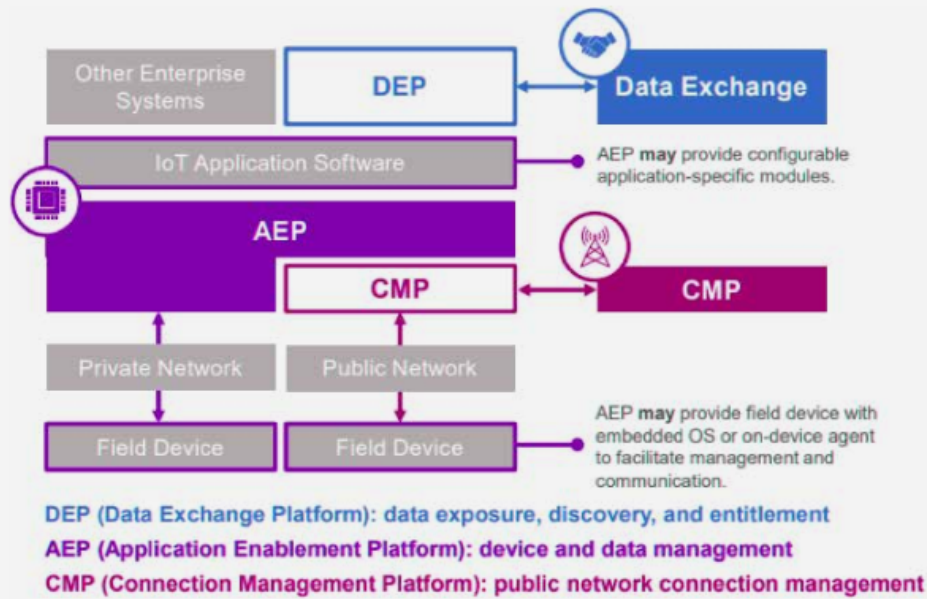 Other Enterprise
Systems
DEP
Data Exchange
IoT Application Software
AEP may provide configurable
application-specific modules.
AEP
CMP
CMP
Private Network
Public Network
Field Device
Field Device
AEP may provide field device with
embedded OS or on-device agent
to facilitate management and
communication.
DEP (Data Exchange Platform): data exposure, discovery, and entitlement
AEP (Application Enablement Platform): device and data management
CMP (Connection Management Platform): public network connection management